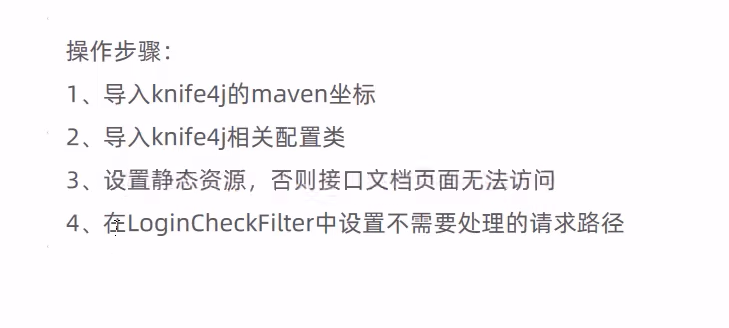 操作步骤：
1、导入knife4j的maven坐标
2、导入knife4j相关配置类
3、设置静态资源，否则接口文档页面无法访问
4、在LoginCheckFilter中设置不需要处理的请求路径